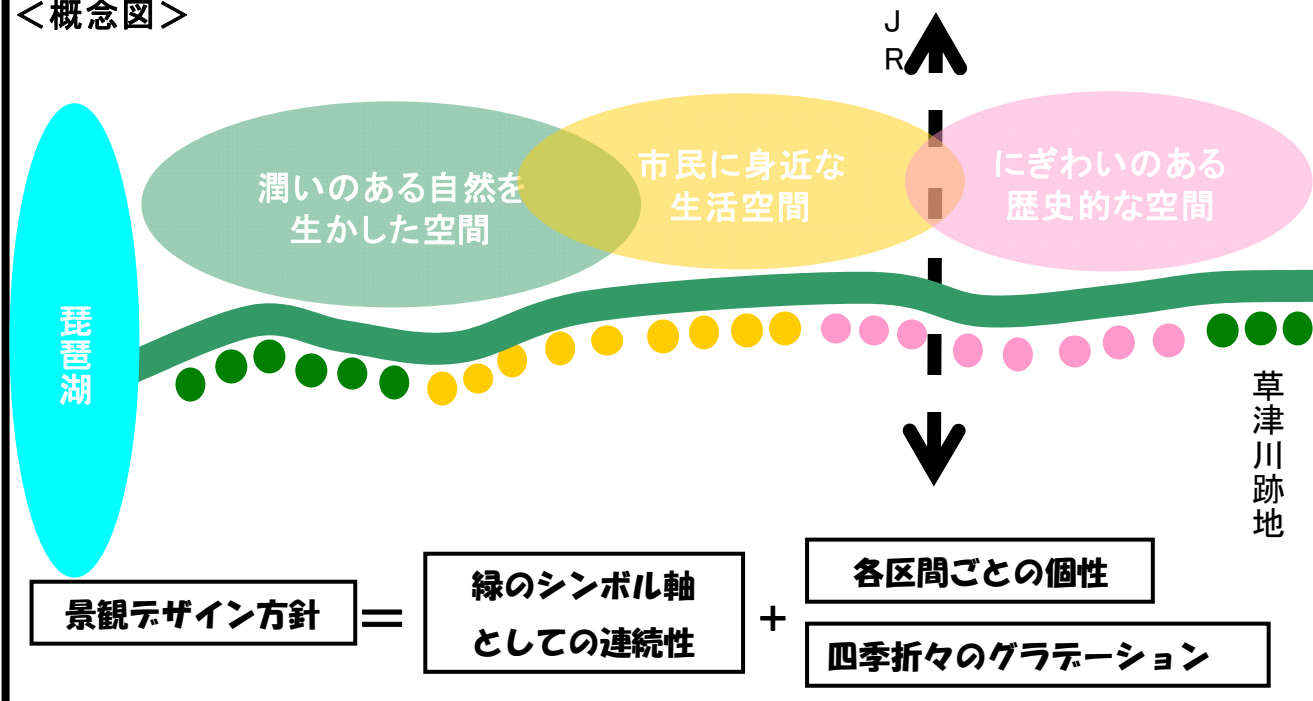 ＜概念図＞
JR
潤いのある自然を
生かした空間
市民に身近な
生活空間
にぎわいのある
歴史的な空間
琵琶湖
草津川跡地
景観デザイン方針
＝
緑のシンボル軸
としての連続性
+
各区間ごとの個性
四季折々のグラデーション